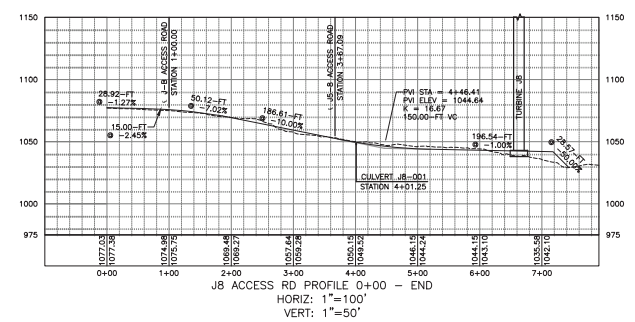 1150
1150
1100
1100
1050
1050
1000
1000
975
975
℄ J-B ACCESS ROAD
STATION 1+00.00
℄ J5-8 ACCESS ROAD
STATION 3+67.09
28.92-FT
@ -1.27%
50.12-FT
@ -7.02%
186.61-FT
@ -10.00%
15.00-FT
@ -2.45%
PVI STA = 4+46.41
PVI ELEV = 1044.64
K = 16.67
150.00-FT VC
TURBINE J8
196.54-FT
@ -1.00%
28.57-FT
@ -50.00%
CULVERT J8-001
STATION 4+01.25
1077.03
1077.38
1074.98
1075.75
1069.48
1069.27
1057.64
1059.28
1050.15
1049.52
1046.15
1044.24
1044.15
1043.10
1035.58
1042.10
0+00
1+00
2+00
3+00
4+00
5+00
6+00
7+00
J8 ACCESS RD PROFILE 0+00 - END
HORIZ: 1"=100'
VERT: 1"=50'